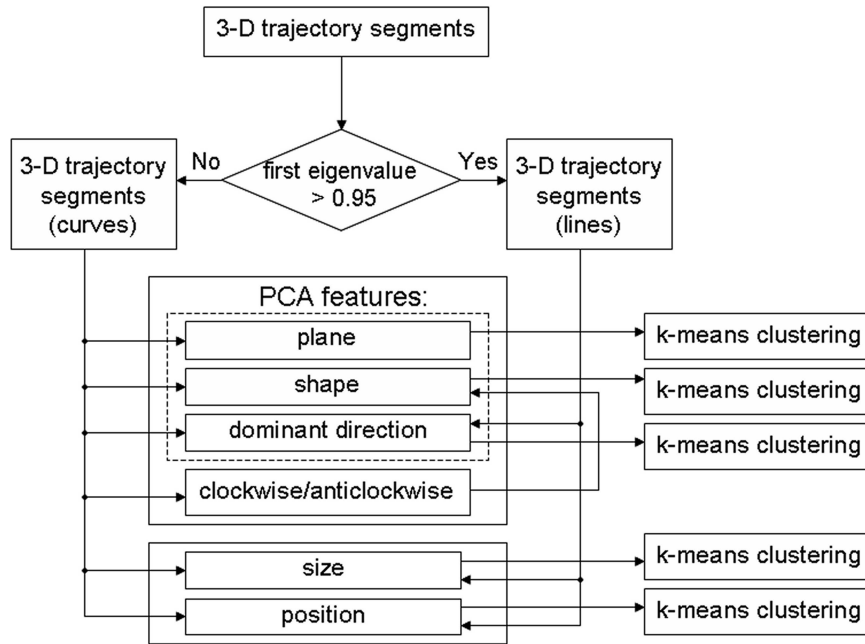 3-D trajectory segments
No
first eigenvalue
> 0.95
Yes
3-D trajectory
segments
(curves)
3-D trajectory
segments
(lines)
PCA features:
plane
k-means clustering
shape
k-means clustering
dominant direction
k-means clustering
clockwise/anticlockwise
size
k-means clustering
position
k-means clustering